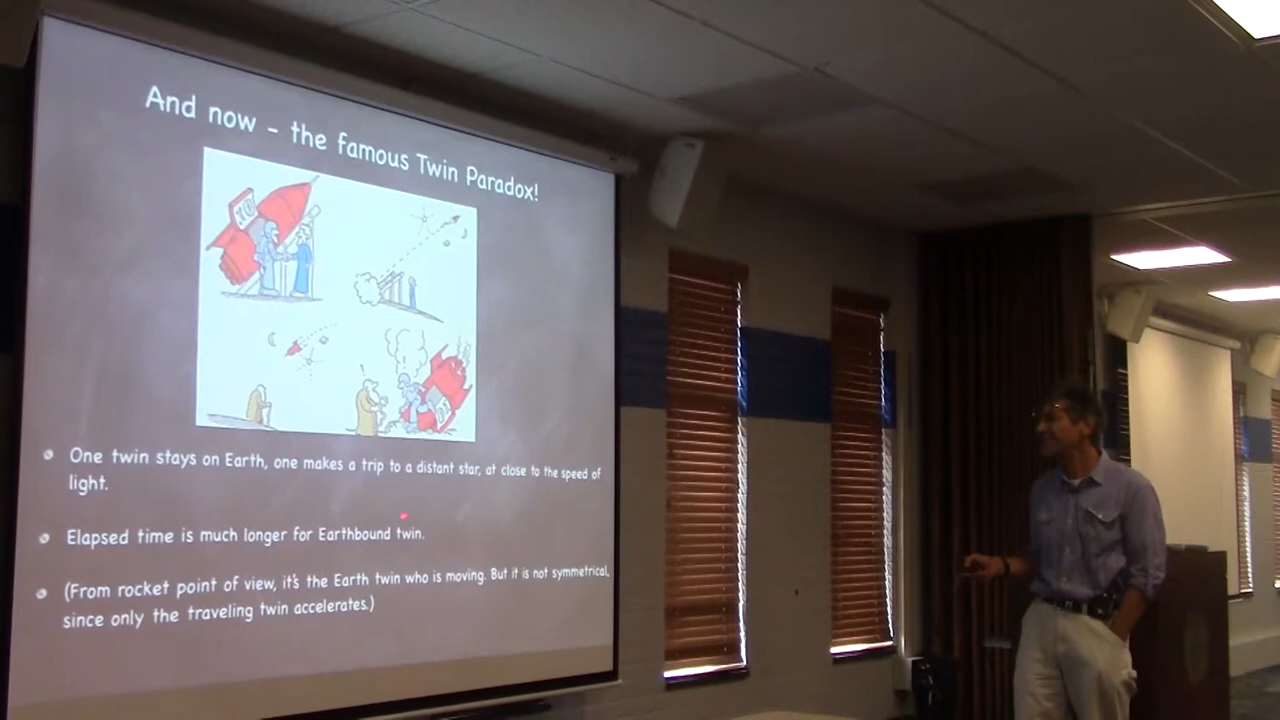 And now - the famous Twin Paradox!
One twin stays on Earth, one makes a trip to a distant star, at close to the speed of
light.
Elapsed time is much longer for Earthbound twin.
(From rocket point of view, it's the Earth twin who is moving. But it is not symmetrical,
since only the traveling twin accelerates.)